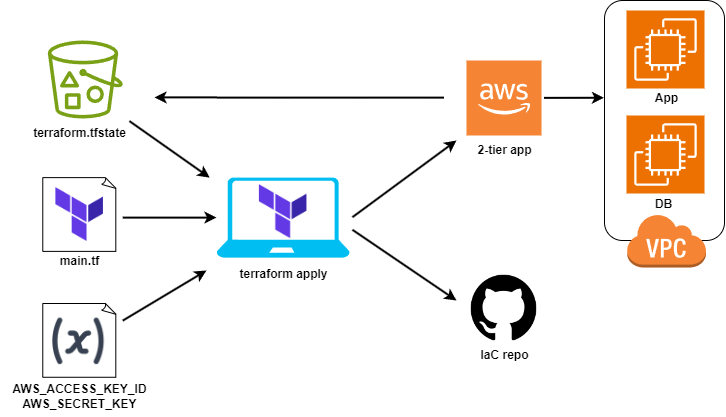 terraform.tfstate
aws
2-tier app
App
DB
VPC
main.tf
terraform apply
(x)
AWS_ACCESS_KEY_ID
AWS_SECRET_KEY
IaC repo